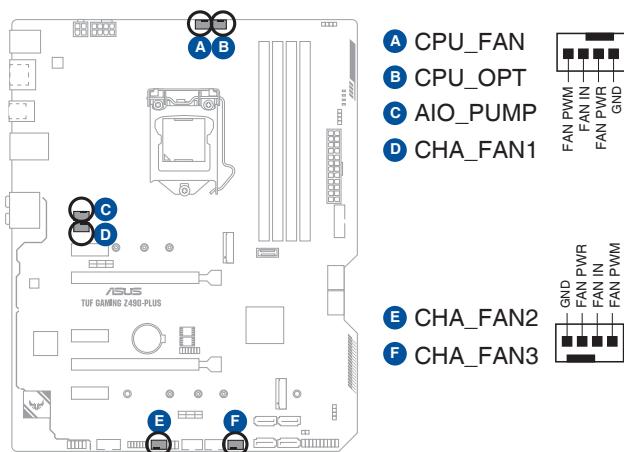 A B
A CPU_FAN
B CPU_OPT
C AIO_PUMP
D CHA_FAN1
FAN PWM
FAN IN
FAN PWR
GND
C
D
ASUS
TUF GAMING Z490-PLUS
E CHA_FAN2
F CHA_FAN3
GND
FAN PWR
FAN IN
FAN PWM
E F